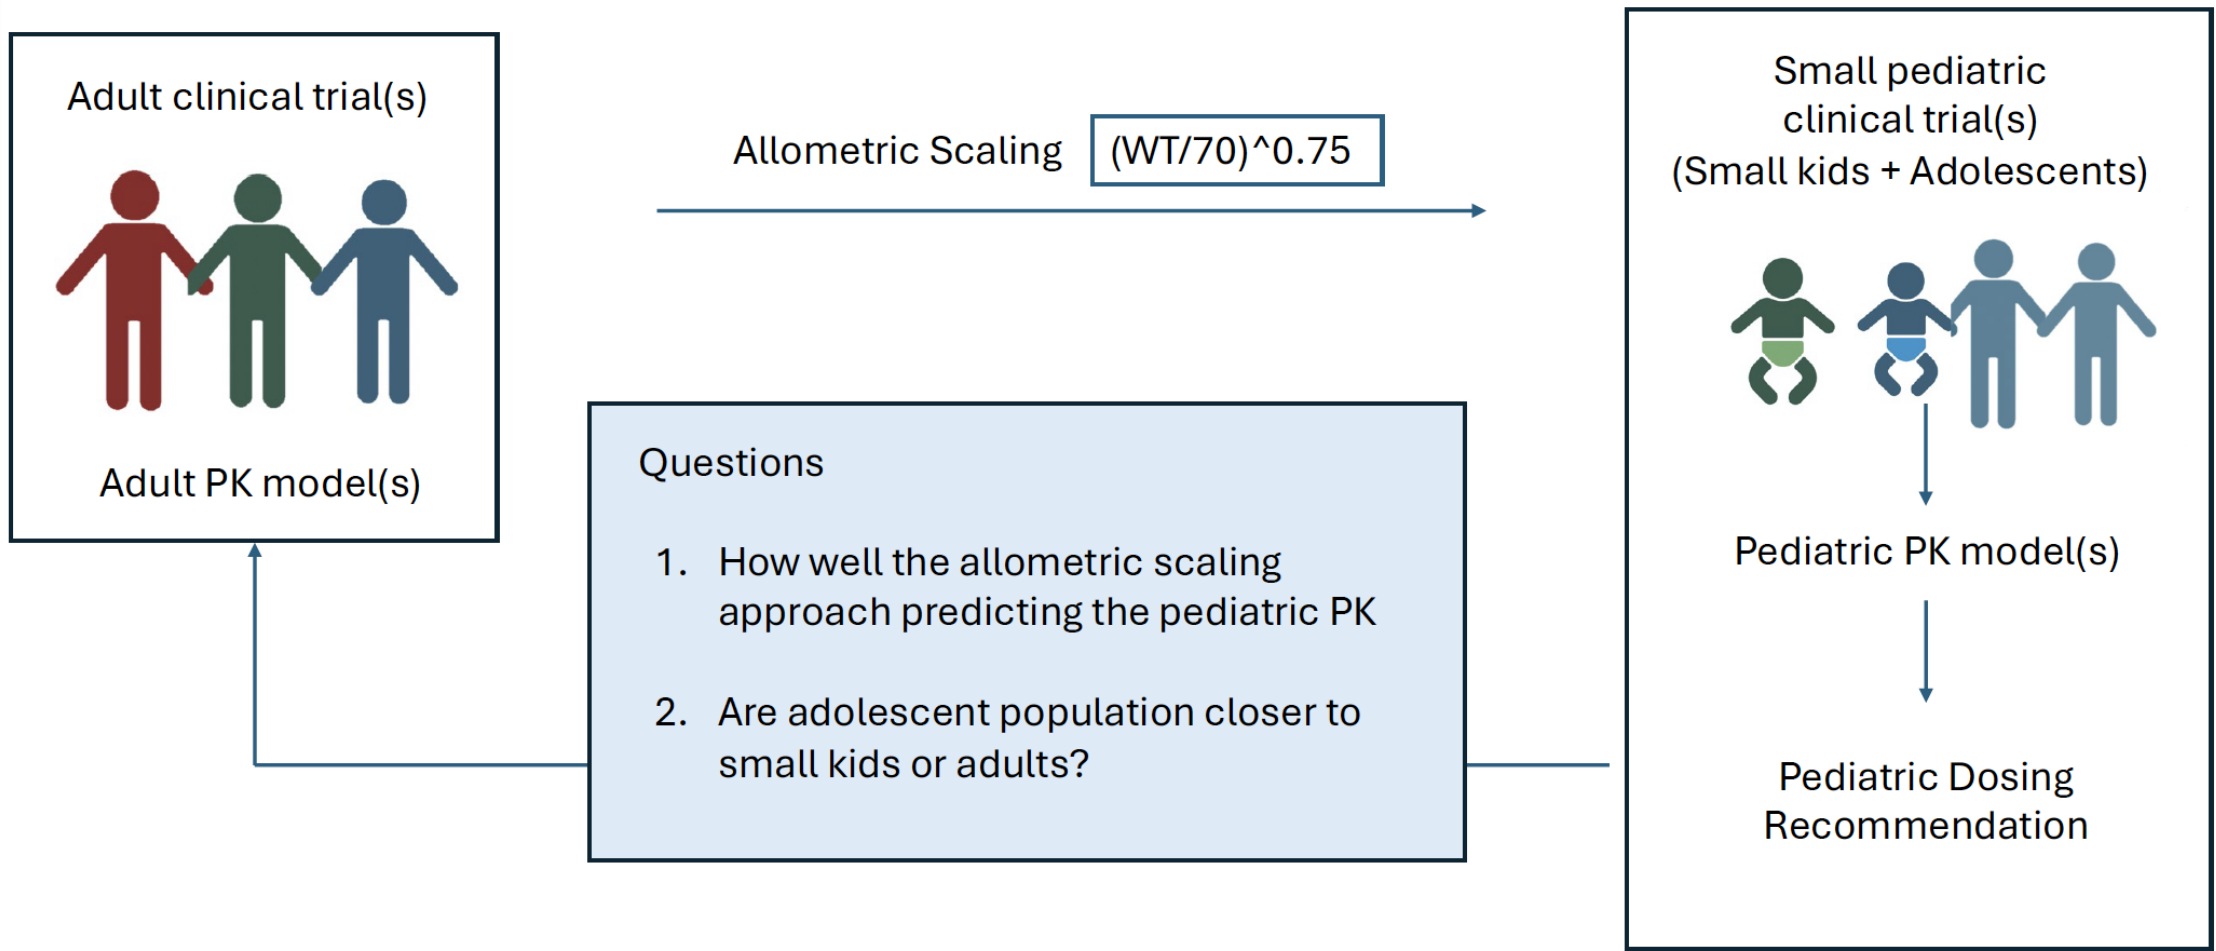 Adult clinical trial(s)
Adult PK model(s)
Allometric Scaling
(WT/70)^0.75
Small pediatric
clinical trial(s)
(Small kids + Adolescents)
Pediatric PK model(s)
Pediatric Dosing
Recommendation
Questions
1. How well the allometric scaling
approach predicting the pediatric PK
2. Are adolescent population closer to
small kids or adults?